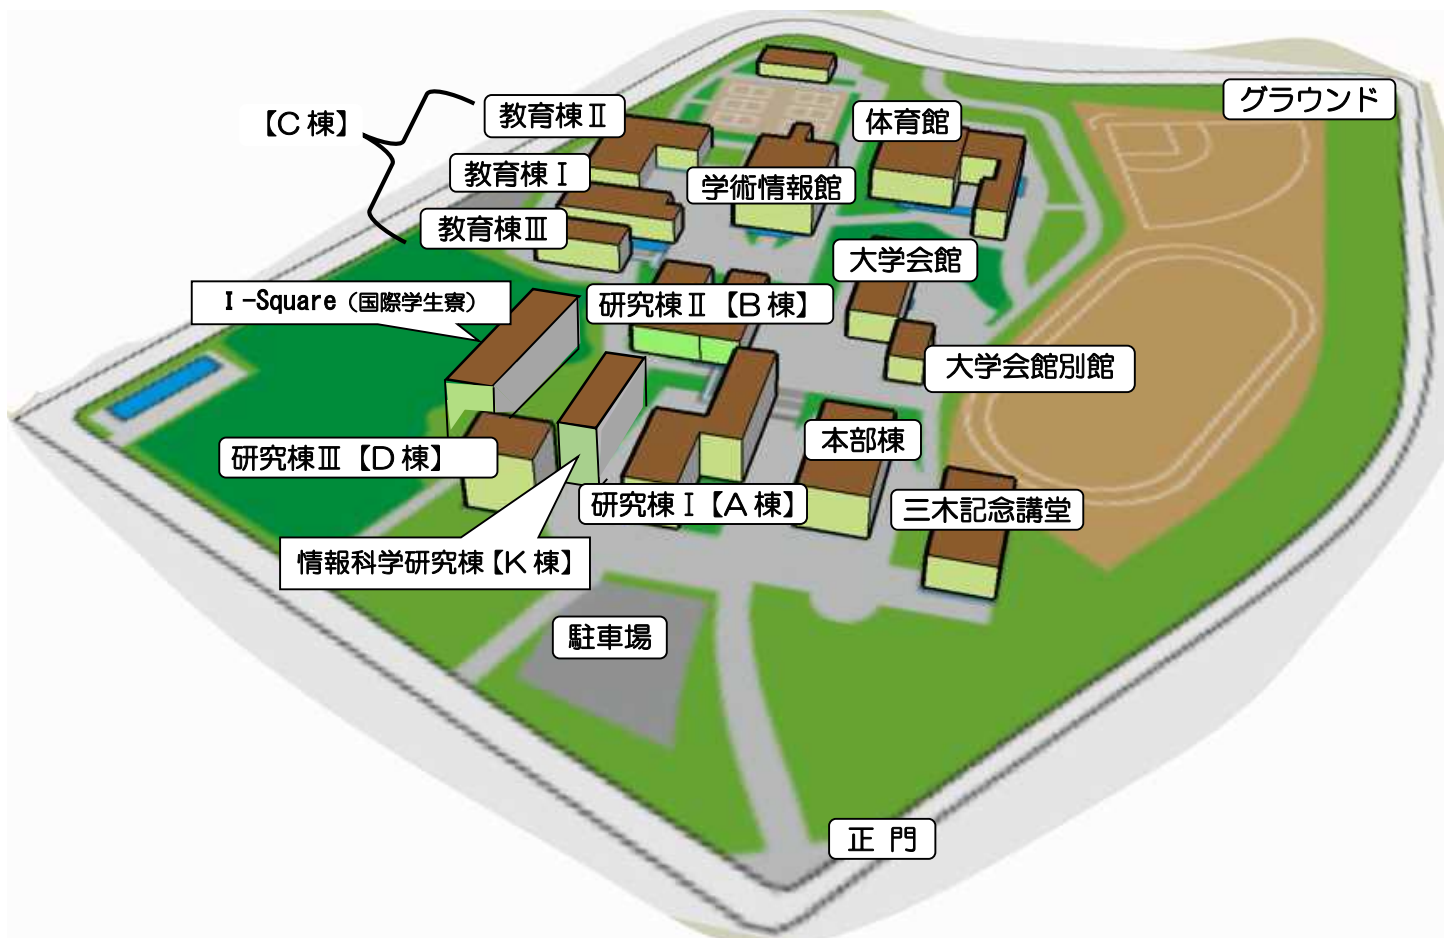 グラウンド
教育棟Ⅱ
体育館
【C棟】
教育棟Ⅰ
学術情報館
教育棟Ⅲ
大学会館
Ⅰ-Square（国際学生寮）
研究棟Ⅱ【B棟】
大学会館別館
本部棟
研究棟Ⅲ【D棟】
研究棟Ⅰ【A棟】
三木記念講堂
情報科学研究棟【K棟】
駐車場
正 門